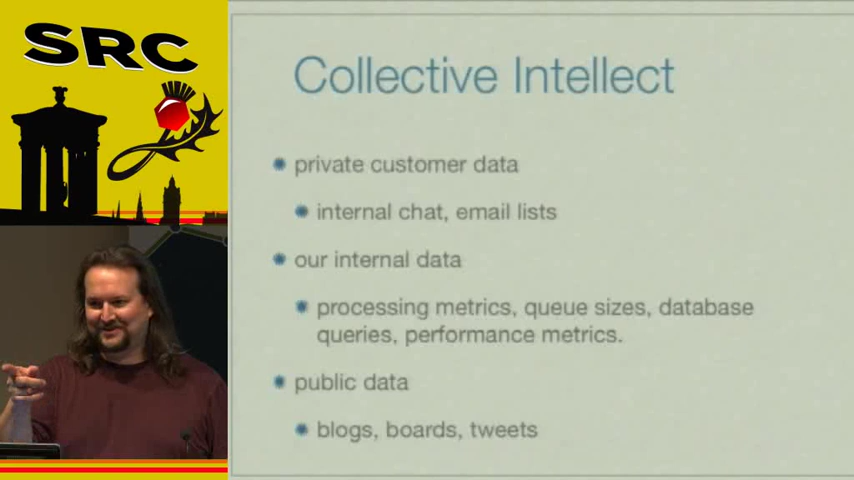 SRC
Collective Intellect
private customer data
internal chat, email lists
our internal data
processing metrics, queue sizes, database
queries, performance metrics.
public data
blogs, boards, tweets